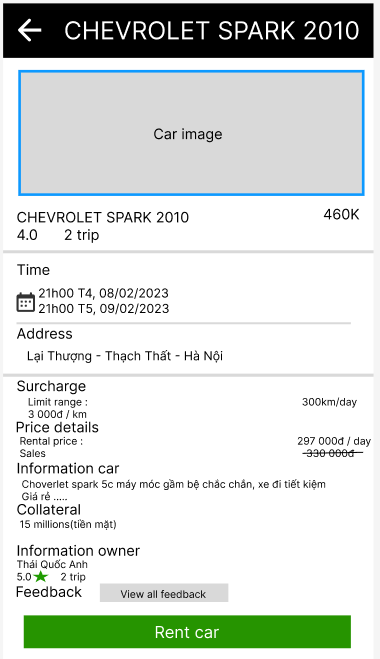 CHEVROLET SPARK 2010
Car image
CHEVROLET SPARK 2010 460K
4.0 2 trip
Time
21h00 T4, 08/02/2023
21h00 T5, 09/02/2023
Address
Lại Thượng - Thạch Thất - Hà Nội
Surcharge
Limit range : 300km/day
3 000đ / km
Price details
Rental price : 297 000đ / day
Sales 330 000đ
Information car
Choverlet spark 5c máy móc gầm bệ chắc chắn, xe đi tiết kiệm
Giá rẻ .....
Collateral
15 millions(tiền mặt)
Information owner
Thái Quốc Anh
5.0 2 trip
Feedback View all feedback
Rent car